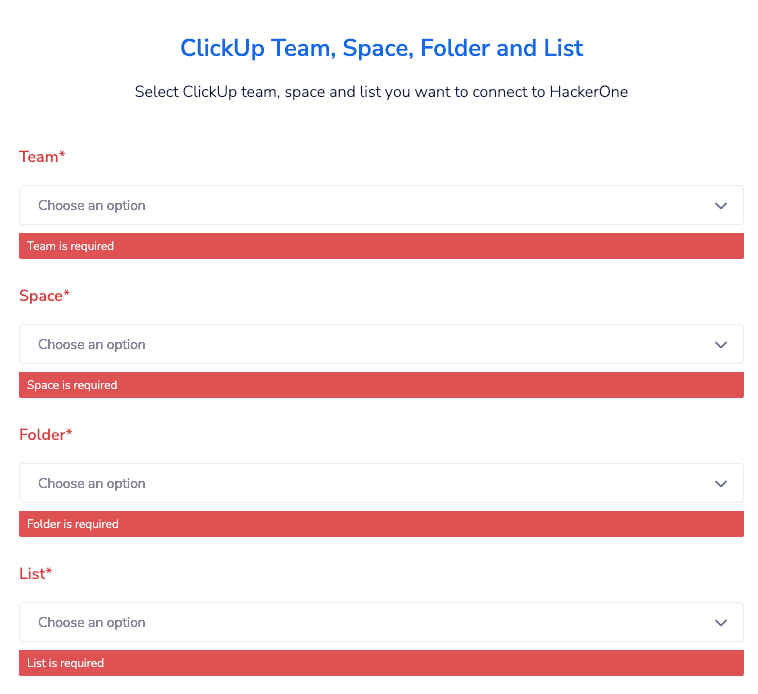 ClickUp Team, Space, Folder and List
Select ClickUp team, space and list you want to connect to HackerOne
Team*
Choose an option
Team is required
Space*
Choose an option
Space is required
Folder*
Choose an option
Folder is required
List*
Choose an option
List is required